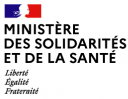 MINISTÈRE
DES SOLIDARITÉS
ET DE LA SANTÉ
Liberté
Égalité
Fraternité